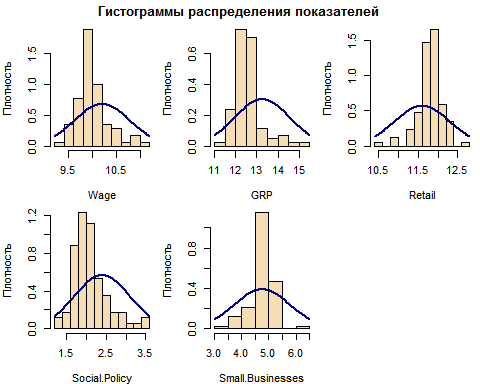 Гистограммы распределения показателей
Плотность
0.0 0.5 1.0 1.5
9.5 10.5
Wage
Плотность
0.0 0.2 0.4 0.6
11 12 13 14 15
GRP
Плотность
0.0 0.5 1.0 1.5
10.5 11.5 12.5
Retail
Плотность
0.0 0.4 0.8 1.2
1.5 2.5 3.5
Social.Policy
Плотность
0.0 0.4 0.8
3.0 4.0 5.0 6.0
Small.Businesses